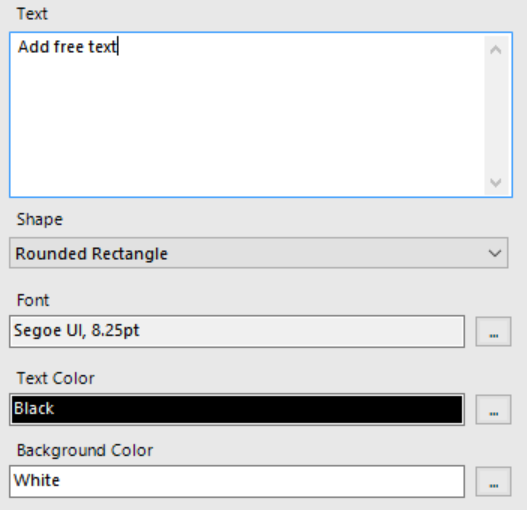 Text
Add free text
Shape
Rounded Rectangle
Font
Segoe UI, 8.25pt
...
Text Color
Black
...
Background Color
White
...